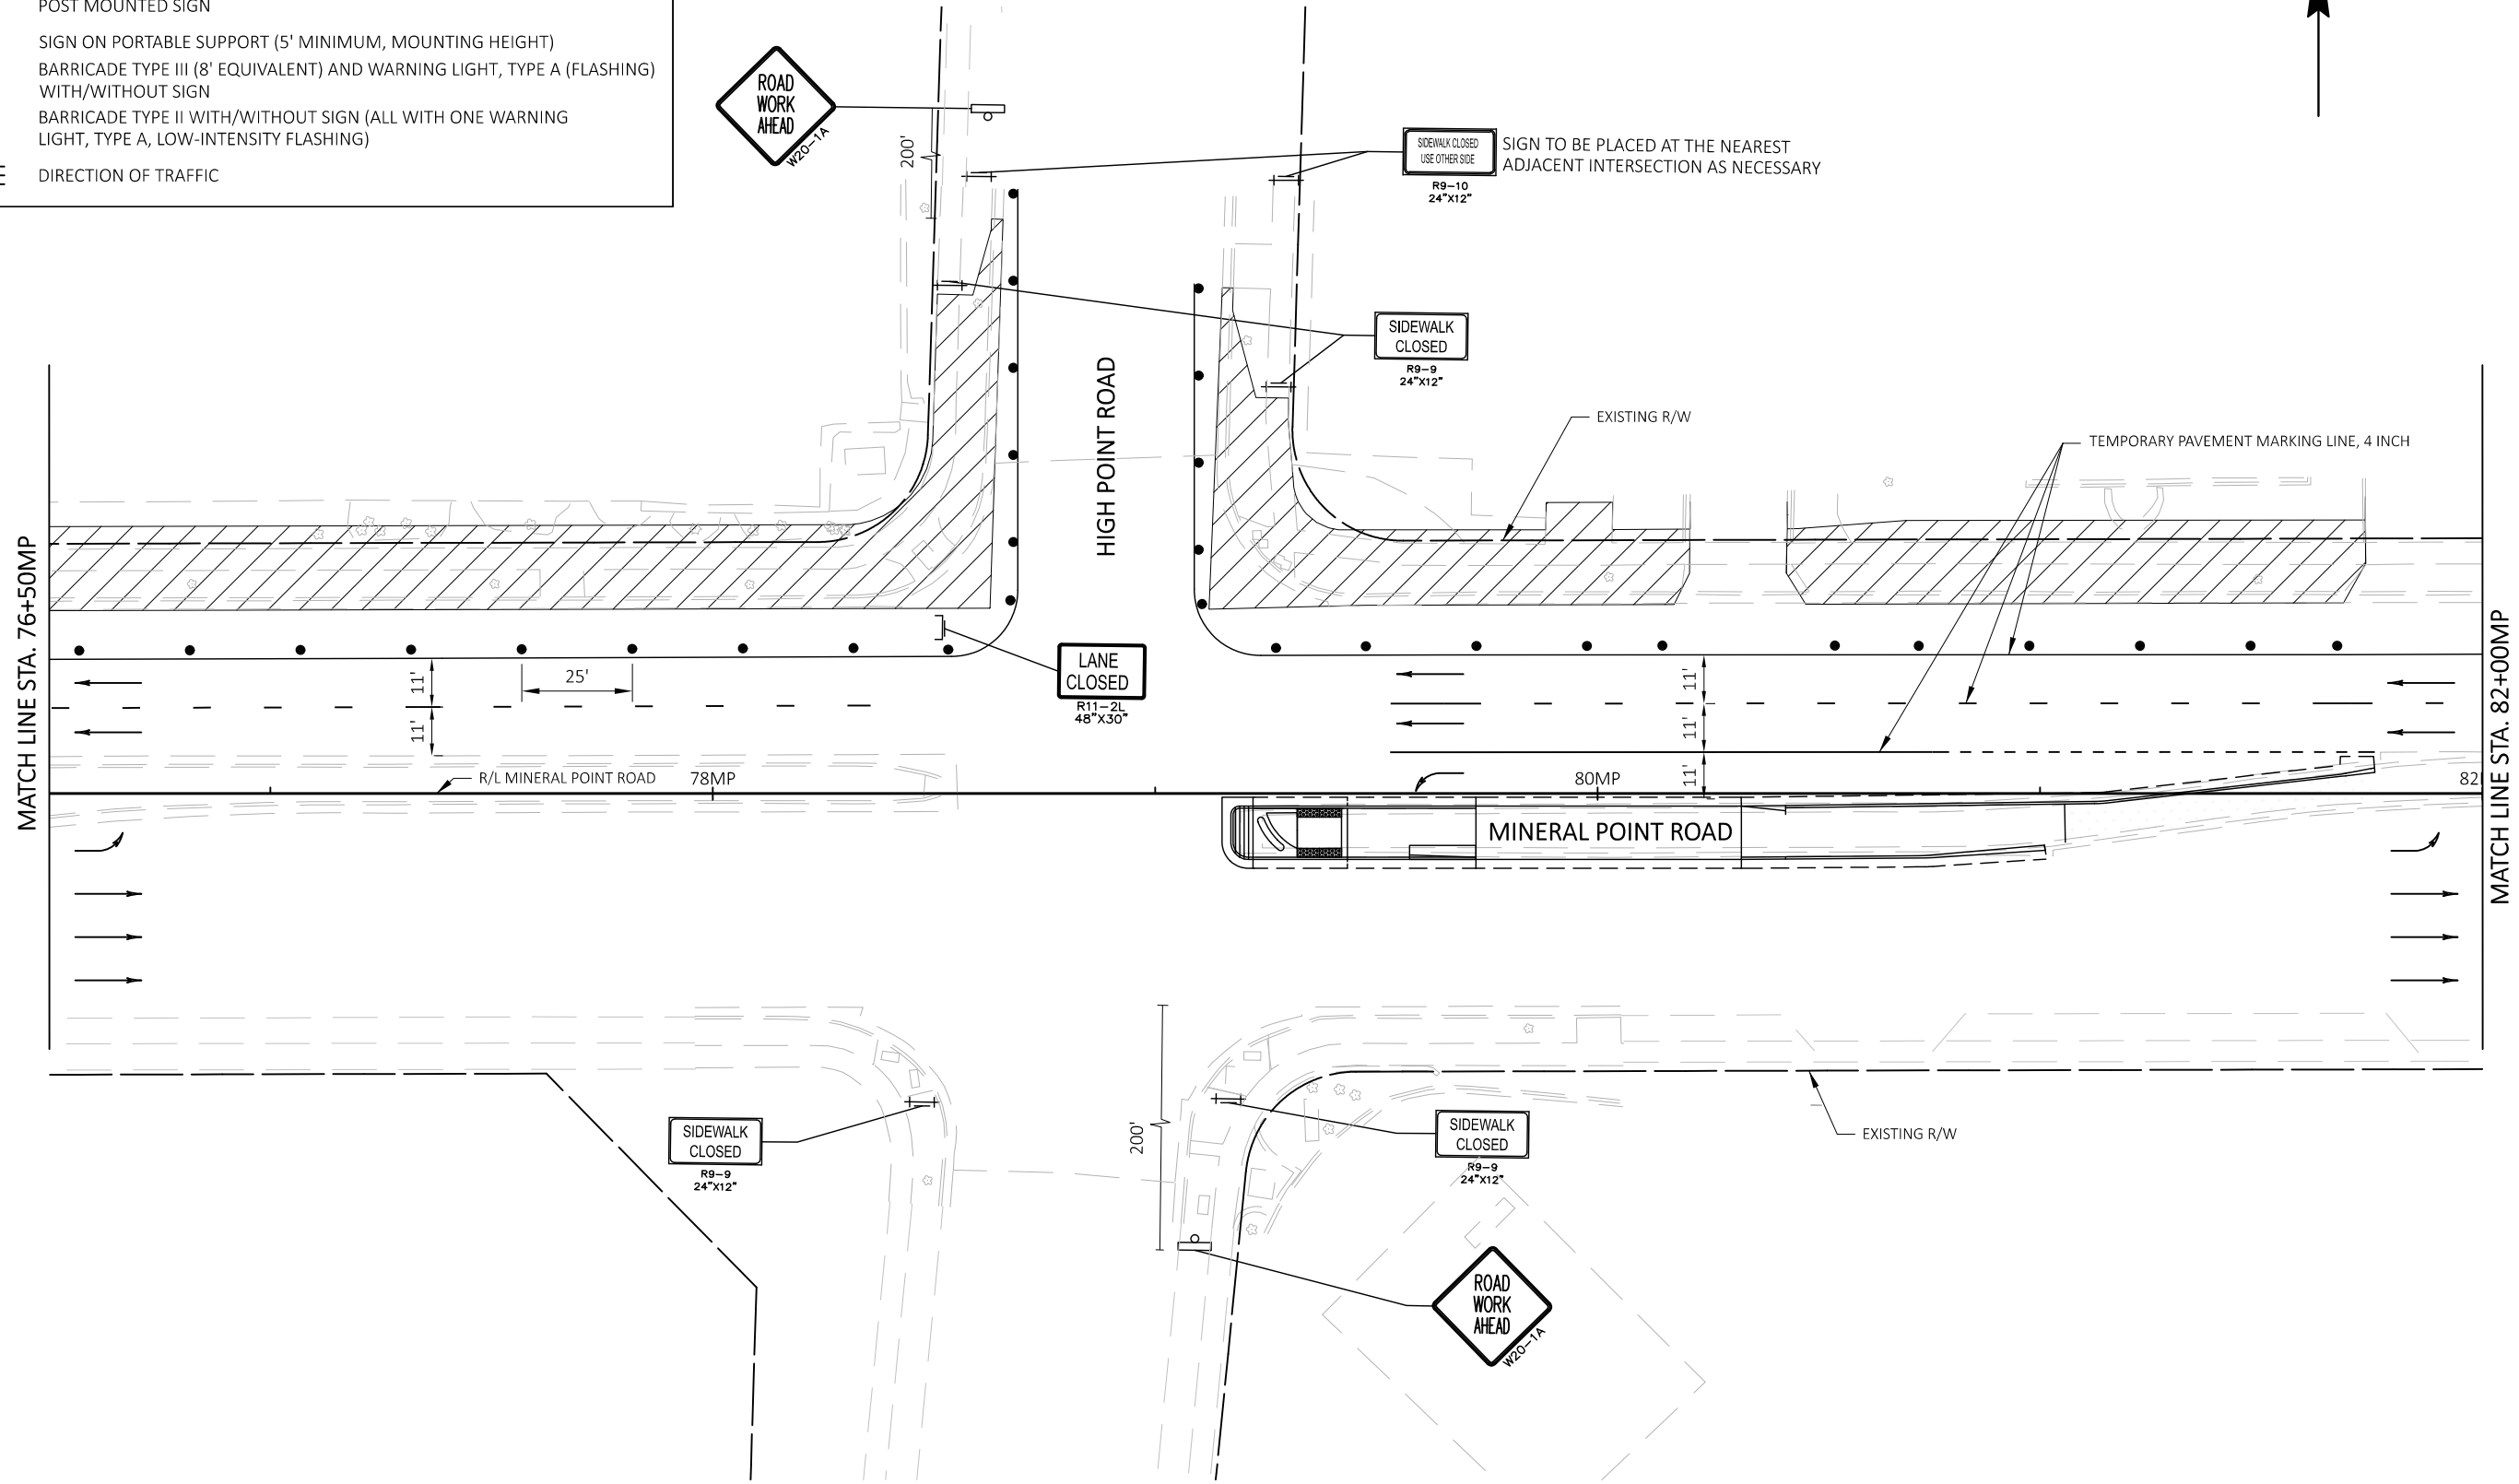 POST MOUNTED SIGN
SIGN ON PORTABLE SUPPORT (5' MINIMUM, MOUNTING HEIGHT)
BARRICADE TYPE III (8' EQUIVALENT) AND WARNING LIGHT, TYPE A (FLASHING)
WITH/WITHOUT SIGN
BARRICADE TYPE II WITH/WITHOUT SIGN (ALL WITH ONE WARNING
LIGHT, TYPE A, LOW-INTENSITY FLASHING)
DIRECTION OF TRAFFIC
ROAD
WORK
AHEAD
W20-1A
200'
SIDEWALK CLOSED
USE OTHER SIDE
R9-10
24"X12"
SIGN TO BE PLACED AT THE NEAREST
ADJACENT INTERSECTION AS NECESSARY
SIDEWALK
CLOSED
R9-9
24"X12"
HIGH POINT ROAD
EXISTING R/W
TEMPORARY PAVEMENT MARKING LINE, 4 INCH
MATCH LINE STA. 76+50MP
LANE
CLOSED
R11-2L
48"X30"
25'
11'
11'
11'
11'
11'
R/L MINERAL POINT ROAD
78MP
80MP
82
MINERAL POINT ROAD
MATCH LINE STA. 82+00MP
SIDEWALK
CLOSED
R9-9
24"X12"
200'
SIDEWALK
CLOSED
R9-9
24"X12"
EXISTING R/W
ROAD
WORK
AHEAD
W20-1A